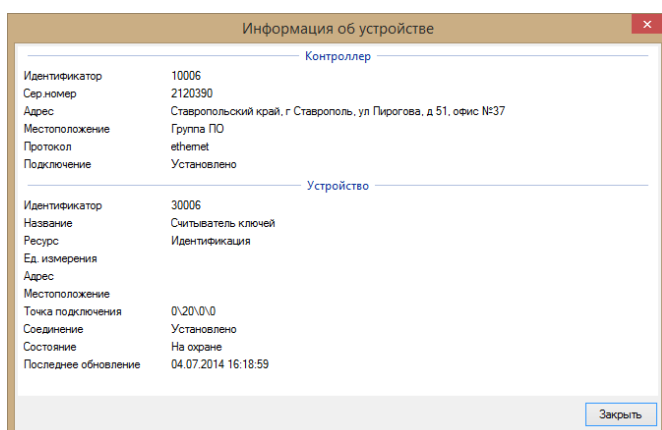 Информация об устройстве
Контроллер
Идентификатор 10006
Сер.номер 2120390
Адрес Ставропольский край, г Ставрополь, ул Пирогова, д 51, офис №37
Местоположение Группа ПО
Протокол ethernet
Подключение Установлено
Устройство
Идентификатор 30006
Название Считыватель ключей
Ресурс Идентификация
Ед. измерения
Адрес
Местоположение
Точка подключения 0\20\0\0
Соединение Установлено
Состояние На охране
Последнее обновление 04.07.2014 16:18:59
Закрыть